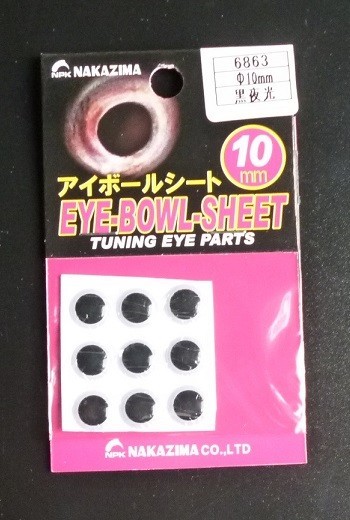 NPK NAKAZIMA
6863
Φ10mm
黒夜光
10
mm
アイボールシート
EYE-BOWL-SHEET
TUNING EYE PARTS
NPK NAKAZIMA CO.,LTD